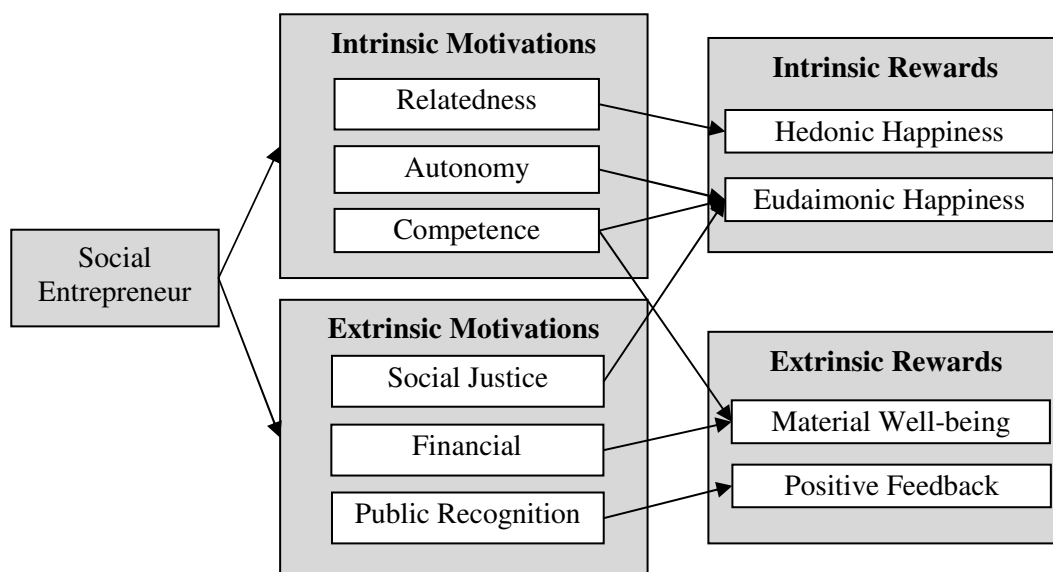 Social
Entrepreneur
Intrinsic Motivations
Relatedness
Autonomy
Competence
Extrinsic Motivations
Social Justice
Financial
Public Recognition
Intrinsic Rewards
Hedonic Happiness
Eudaimonic Happiness
Extrinsic Rewards
Material Well-being
Positive Feedback